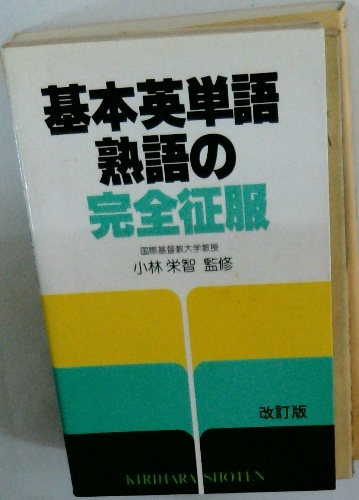 基本英単語
熟語の
完全征服
国際基督教大学教授
小林 栄智 監修
改訂版
KIRIHARA SHOTEN